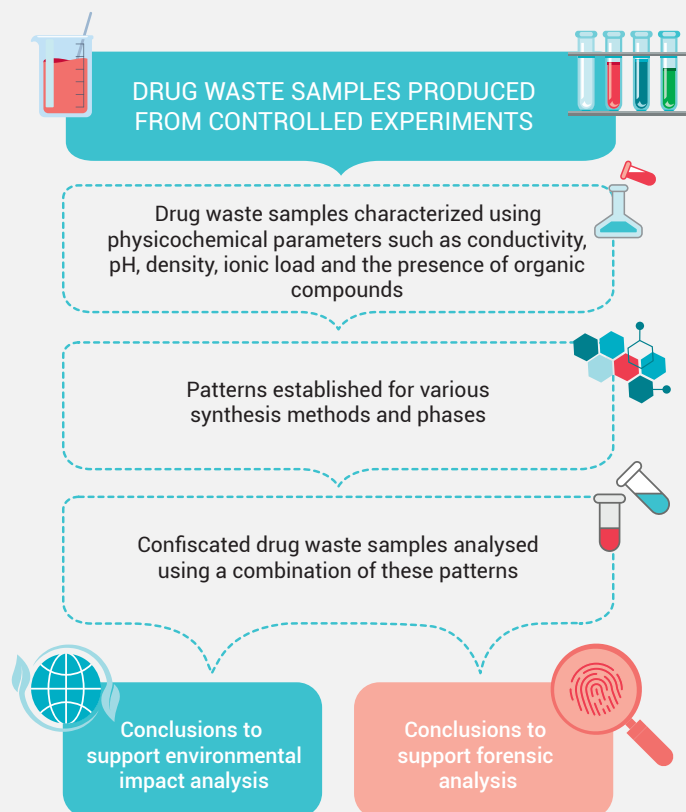 DRUG WASTE SAMPLES PRODUCED
FROM CONTROLLED EXPERIMENTS
Drug waste samples characterized using
physicochemical parameters such as conductivity,
pH, density, ionic load and the presence of organic
compounds
Patterns established for various
synthesis methods and phases
Confiscated drug waste samples analysed
using a combination of these patterns
Conclusions to
support environmental
impact analysis
Conclusions to
support forensic
analysis